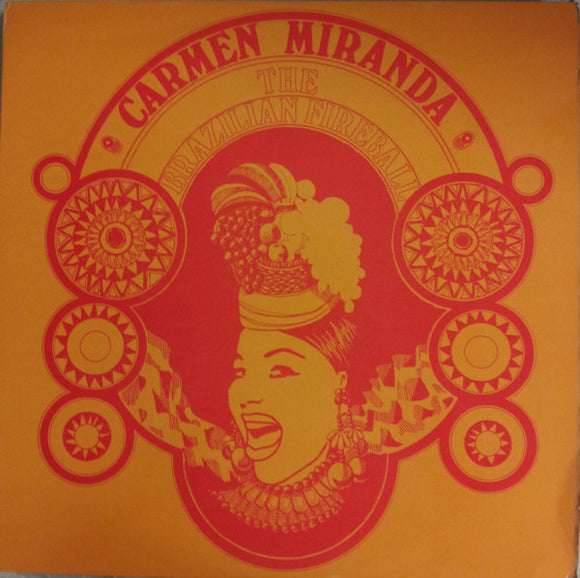 CARMEN MIRANDA
THE
BRAZILIAN FIREBALL